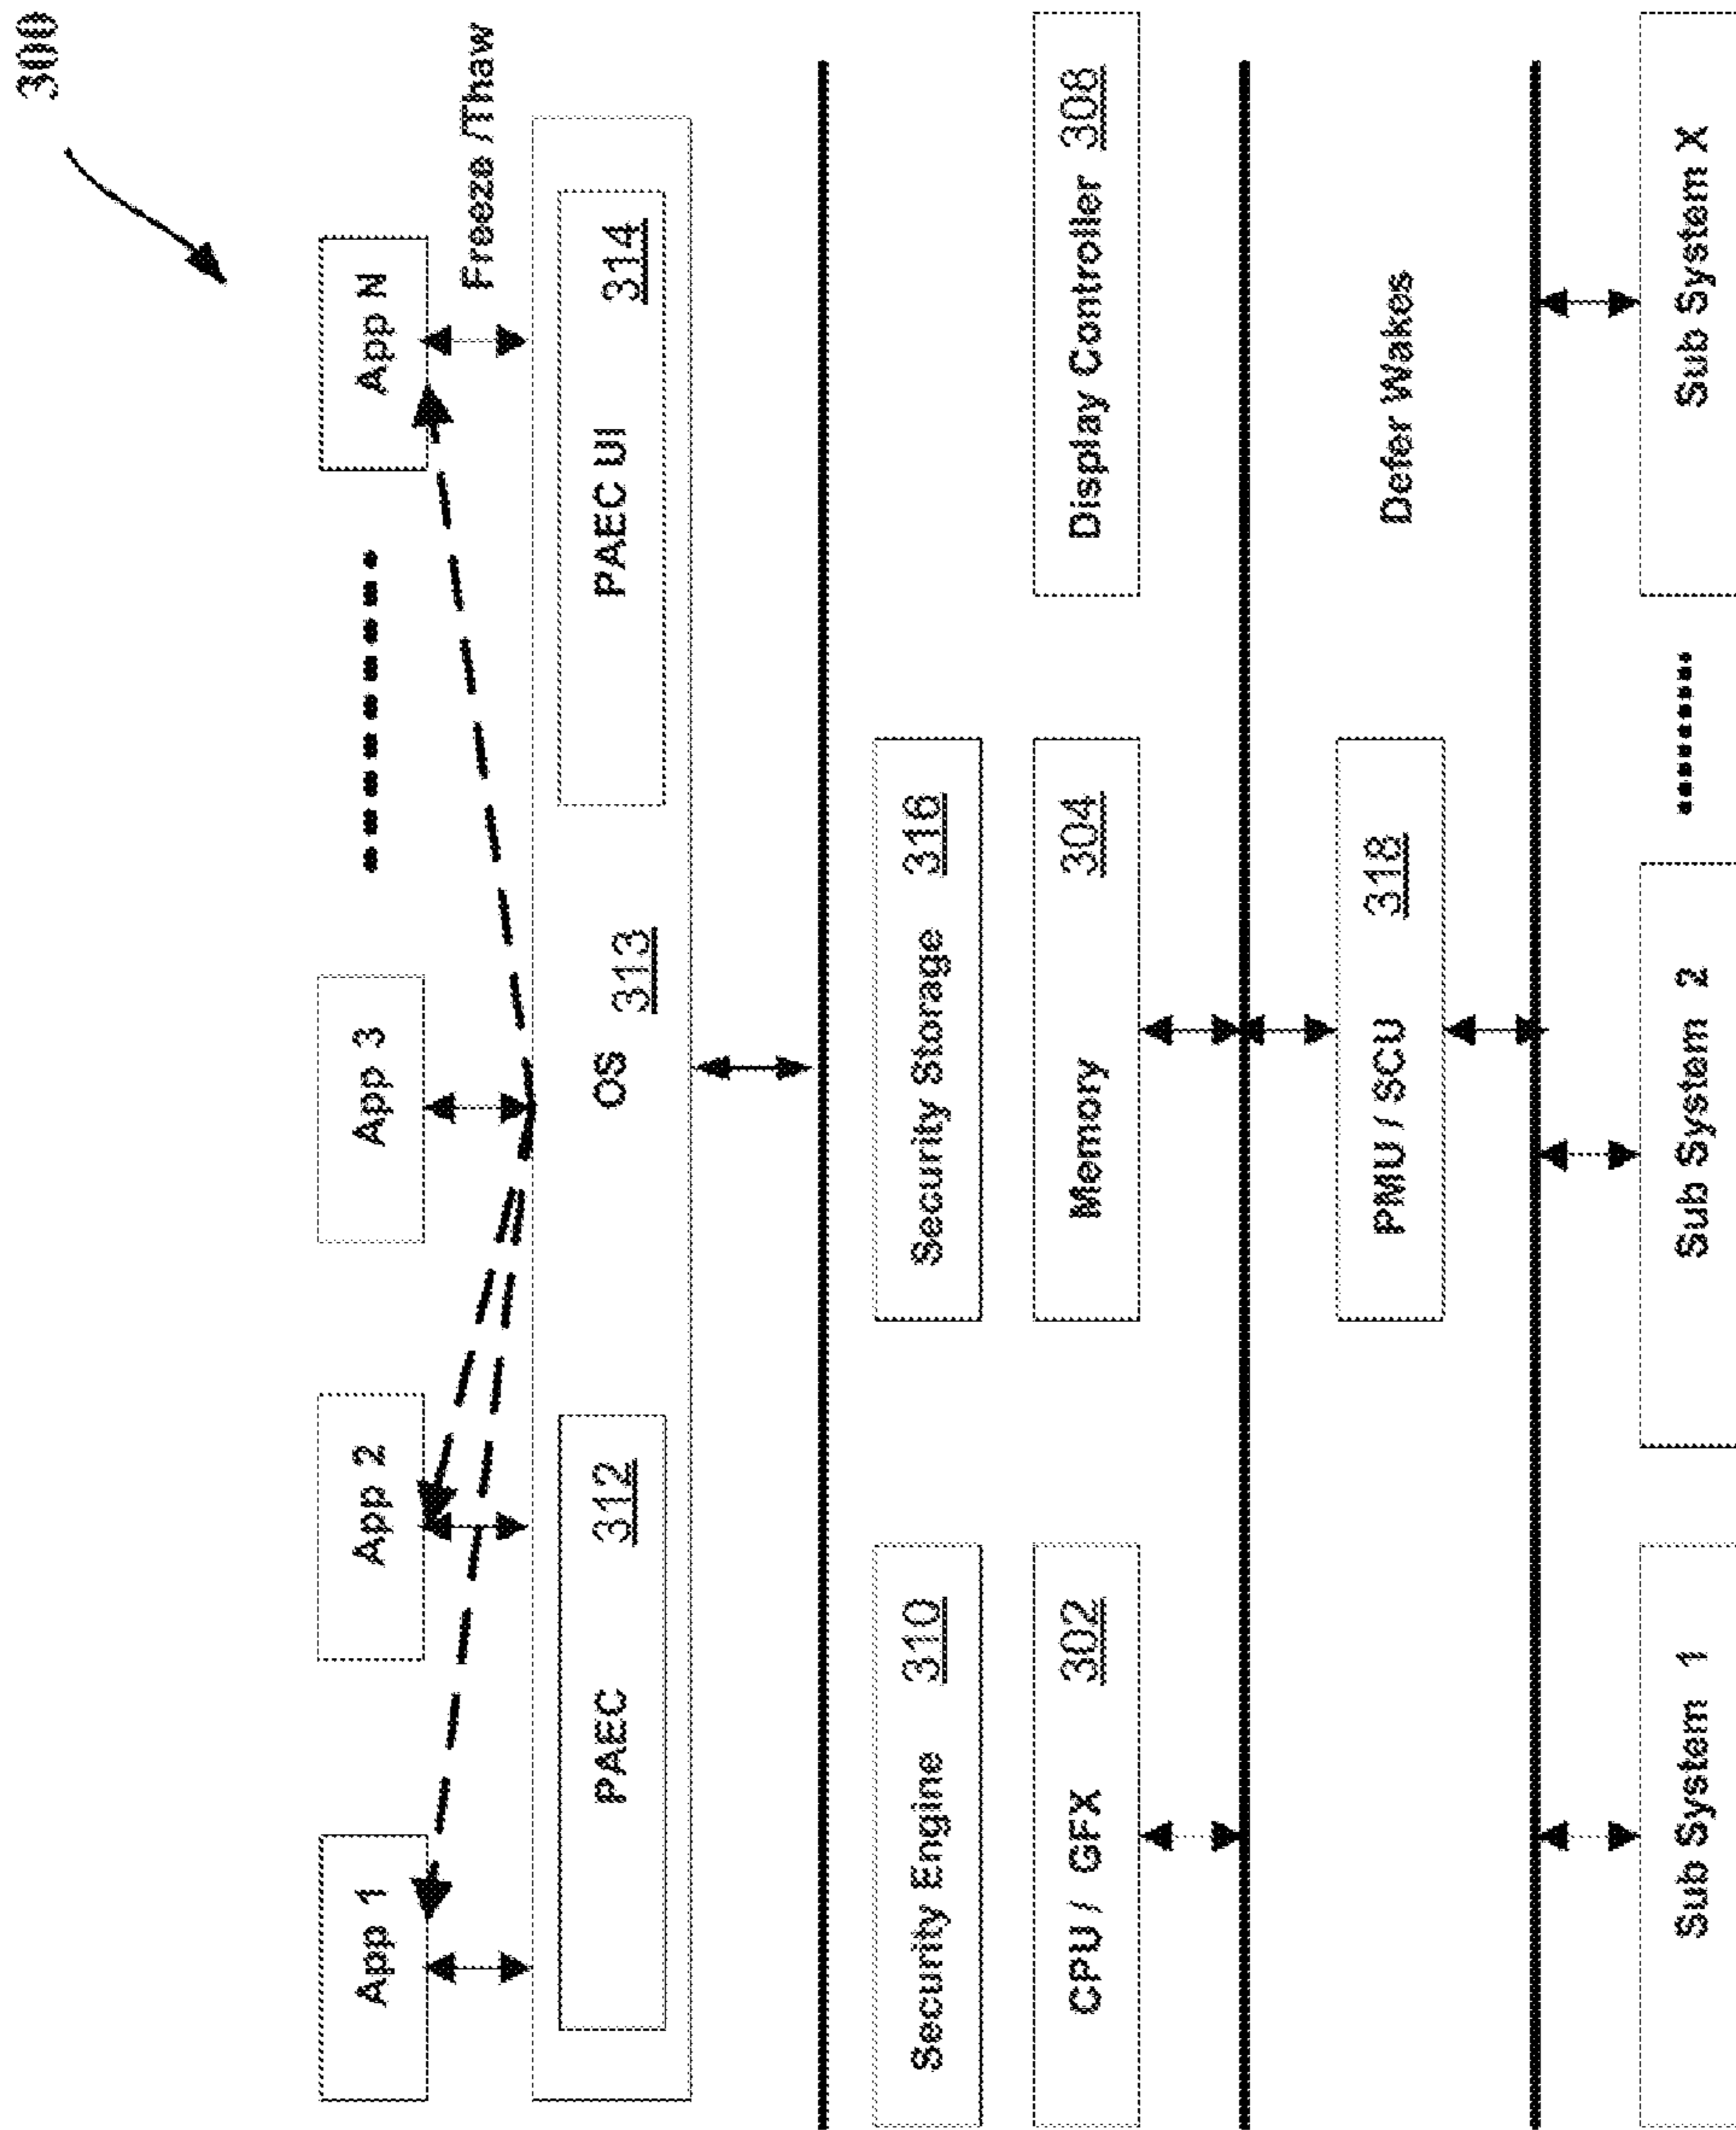 300
App 1 App 2 App 3 App N
Freeze /Thaw
PAEC 312 OS 313 PAEC UI 314
Security Engine 310 Security Storage 316
CPU / GFX 302 Memory 304 Display Controller 308
PMU / SCU 318 Defer Wakes
Sub System 1 Sub System 2 Sub System X